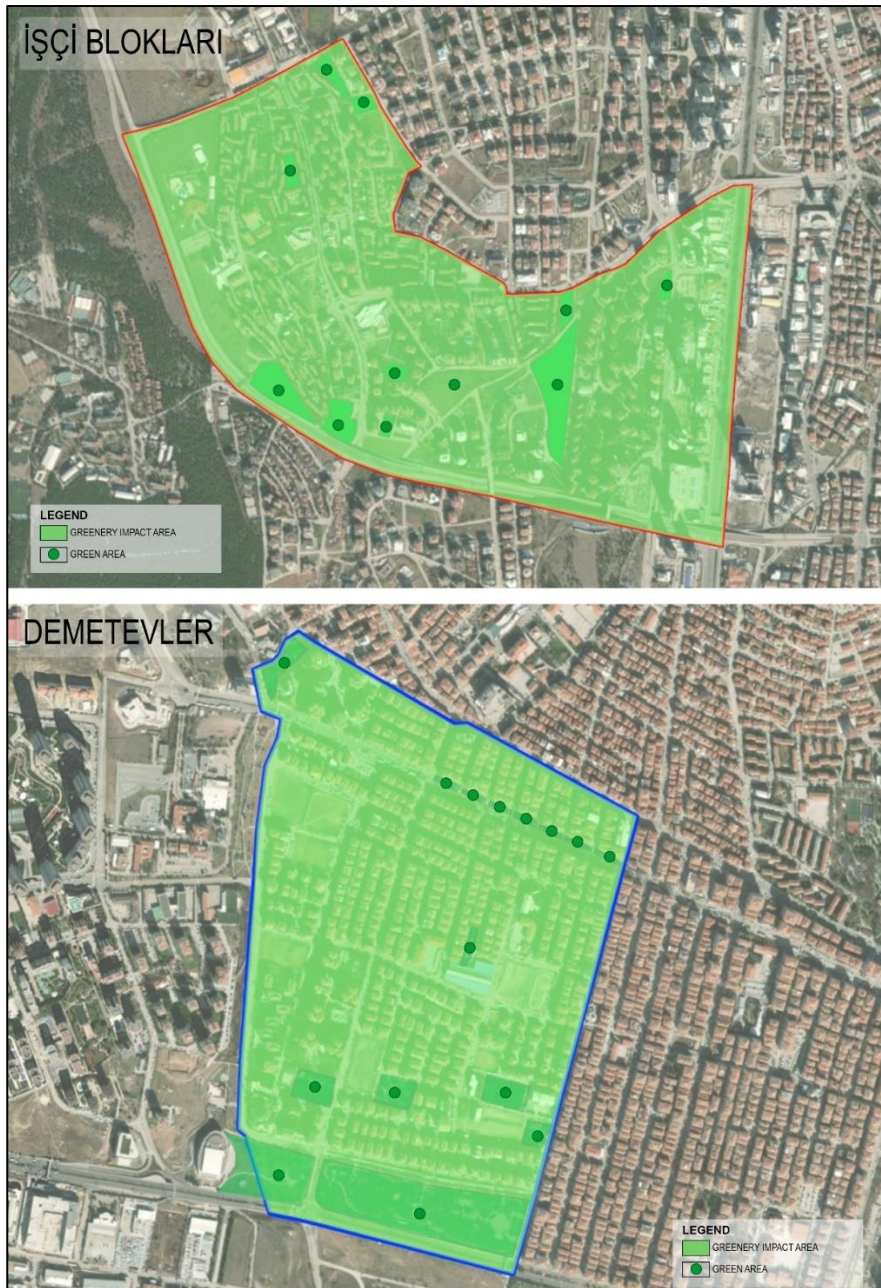 İŞÇİ BLOKLARI
LEGEND
GREENERY IMPACT AREA
GREEN AREA
DEMETEVLER
LEGEND
GREENERY IMPACT AREA
GREEN AREA